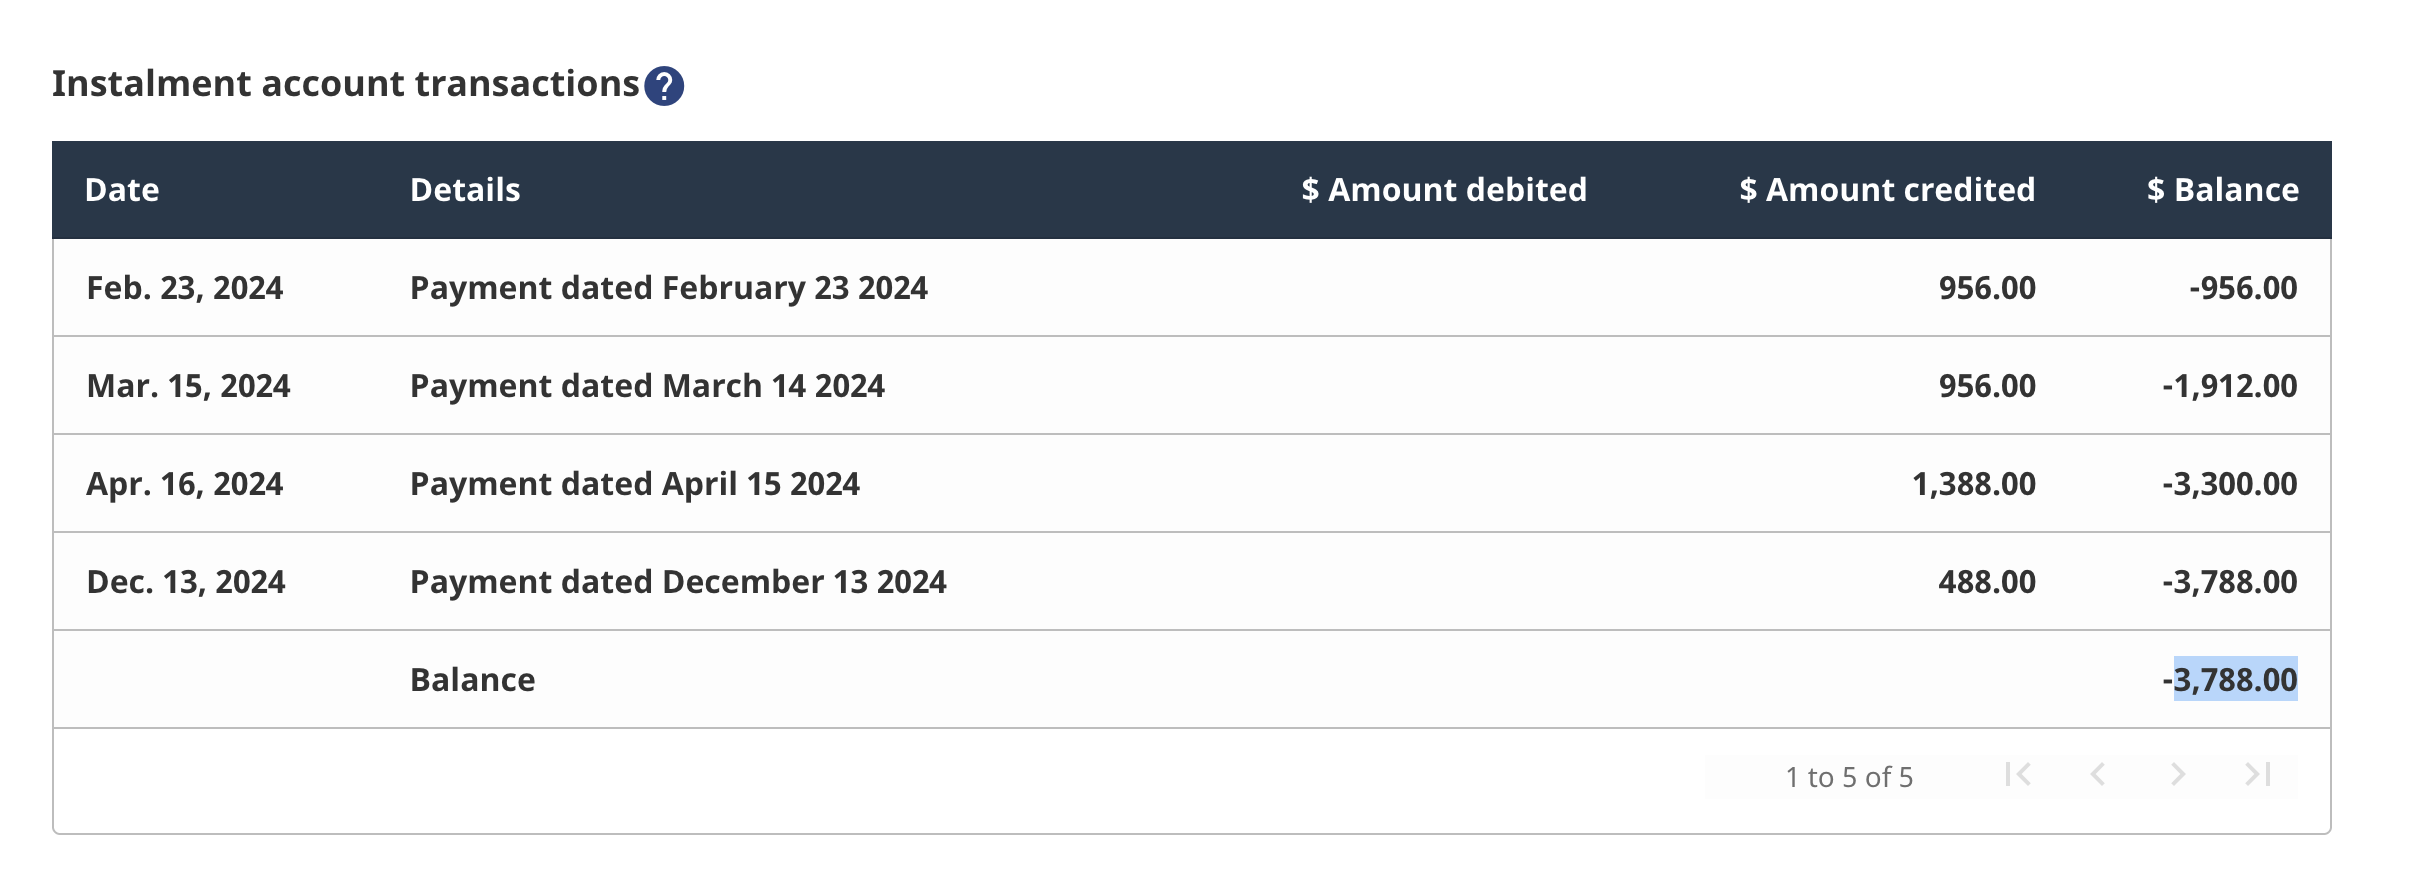 Instalment account transactions ?
Date Details $ Amount debited $ Amount credited $ Balance
Feb. 23, 2024 Payment dated February 23 2024 956.00 -956.00
Mar. 15, 2024 Payment dated March 14 2024 956.00 -1,912.00
Apr. 16, 2024 Payment dated April 15 2024 1,388.00 -3,300.00
Dec. 13, 2024 Payment dated December 13 2024 488.00 -3,788.00
Balance -3,788.00
1 to 5 of 5